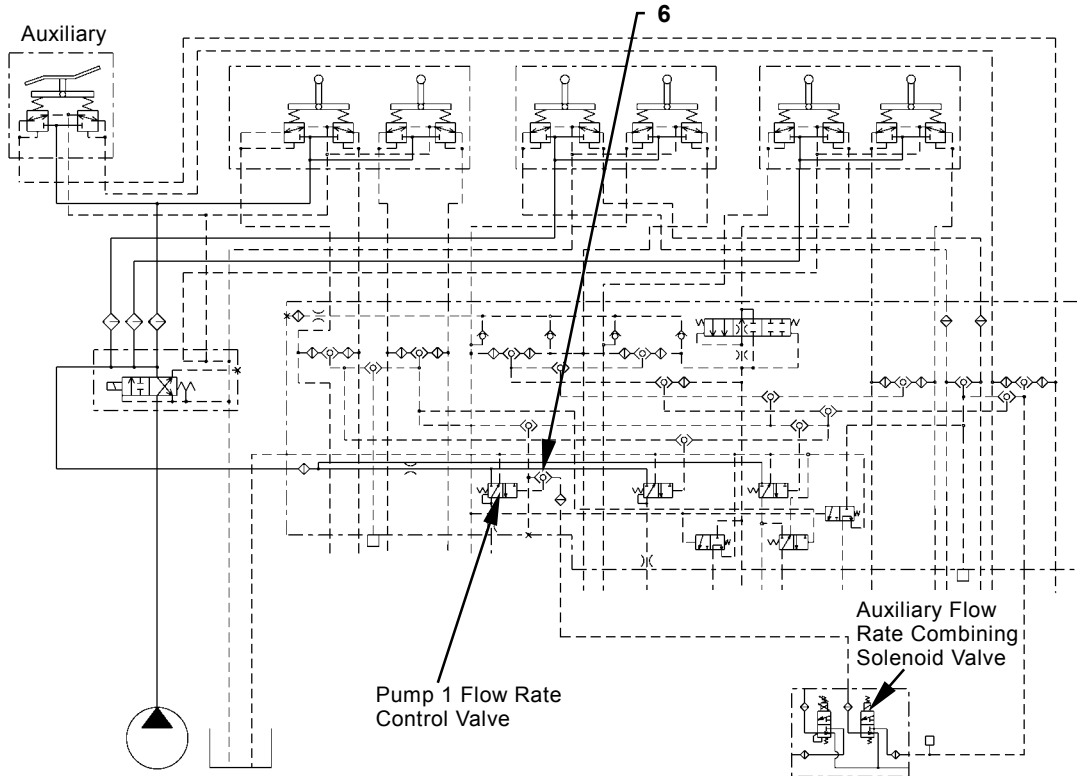 6
Auxiliary
Auxiliary Flow
Rate Combining
Solenoid Valve
Pump 1 Flow Rate
Control Valve